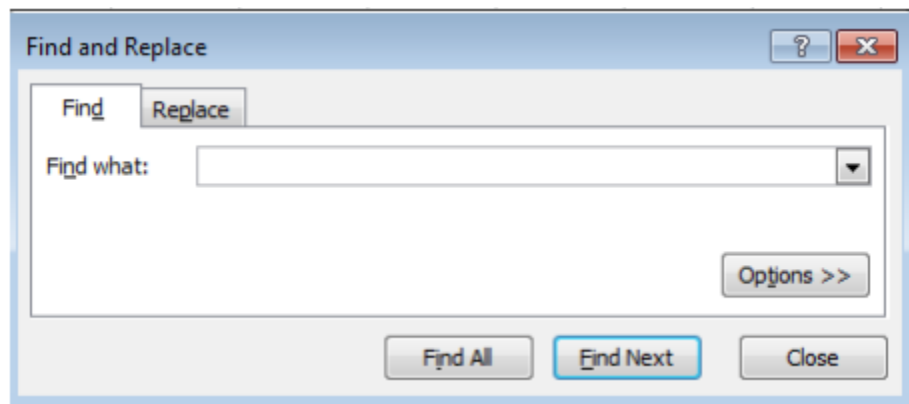 Find and Replace
Find Replace
Find what:
Options >>
Find All Find Next Close